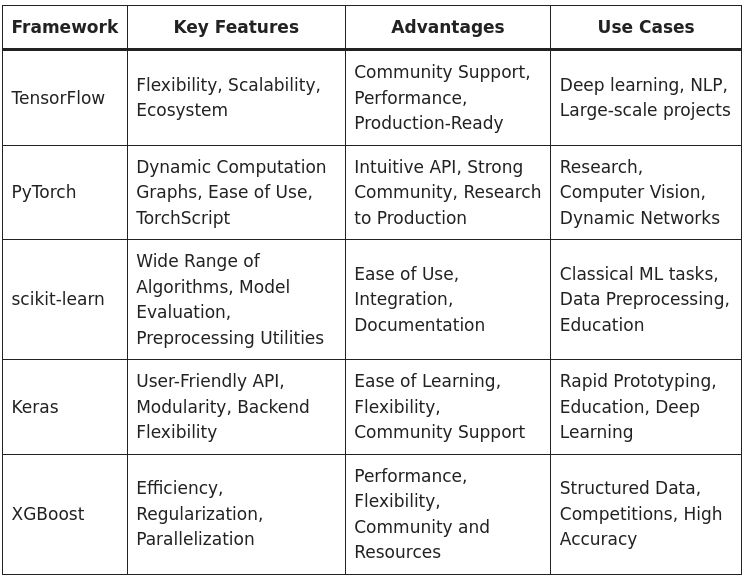 Framework Key Features Advantages Use Cases
TensorFlow
Flexibility, Scalability,
Ecosystem
Community Support,
Performance,
Production-Ready
Deep learning, NLP,
Large-scale projects
PyTorch
Dynamic Computation
Graphs, Ease of Use,
TorchScript
Intuitive API, Strong
Community, Research
to Production
Research,
Computer Vision,
Dynamic Networks
scikit-learn
Wide Range of
Algorithms, Model
Evaluation,
Preprocessing Utilities
Ease of Use,
Integration,
Documentation
Classical ML tasks,
Data Preprocessing,
Education
Keras
User-Friendly API,
Modularity, Backend
Flexibility
Ease of Learning,
Flexibility,
Community Support
Rapid Prototyping,
Education, Deep
Learning
XGBoost
Efficiency,
Regularization,
Parallelization
Performance,
Flexibility,
Community and
Resources
Structured Data,
Competitions, High
Accuracy